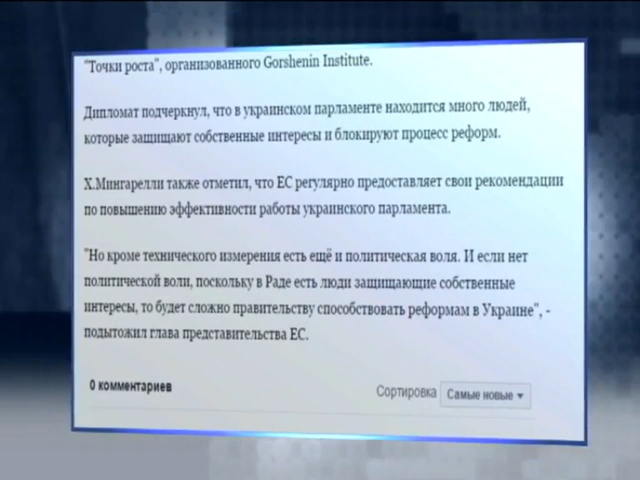 "Точки роста", организованного Gorshenin Institute.
Дипломат подчеркнул, что в украинском парламенте находится много людей,
которые защищают собственные интересы и блокируют процесс реформ.
Х.Мингарелли также отметил, что ЕС регулярно предоставляет свои рекомендации
по повышению эффективности работы украинского парламента.
"Но кроме технического измерения есть ещё и политическая воля. И если нет
политической воли, поскольку в Раде есть люди защищающие собственные
интересы, то будет сложно правительству способствовать реформам в Украине", -
подытожил глава представительства ЕС.
0 комментариев
Сортировка Самые новые